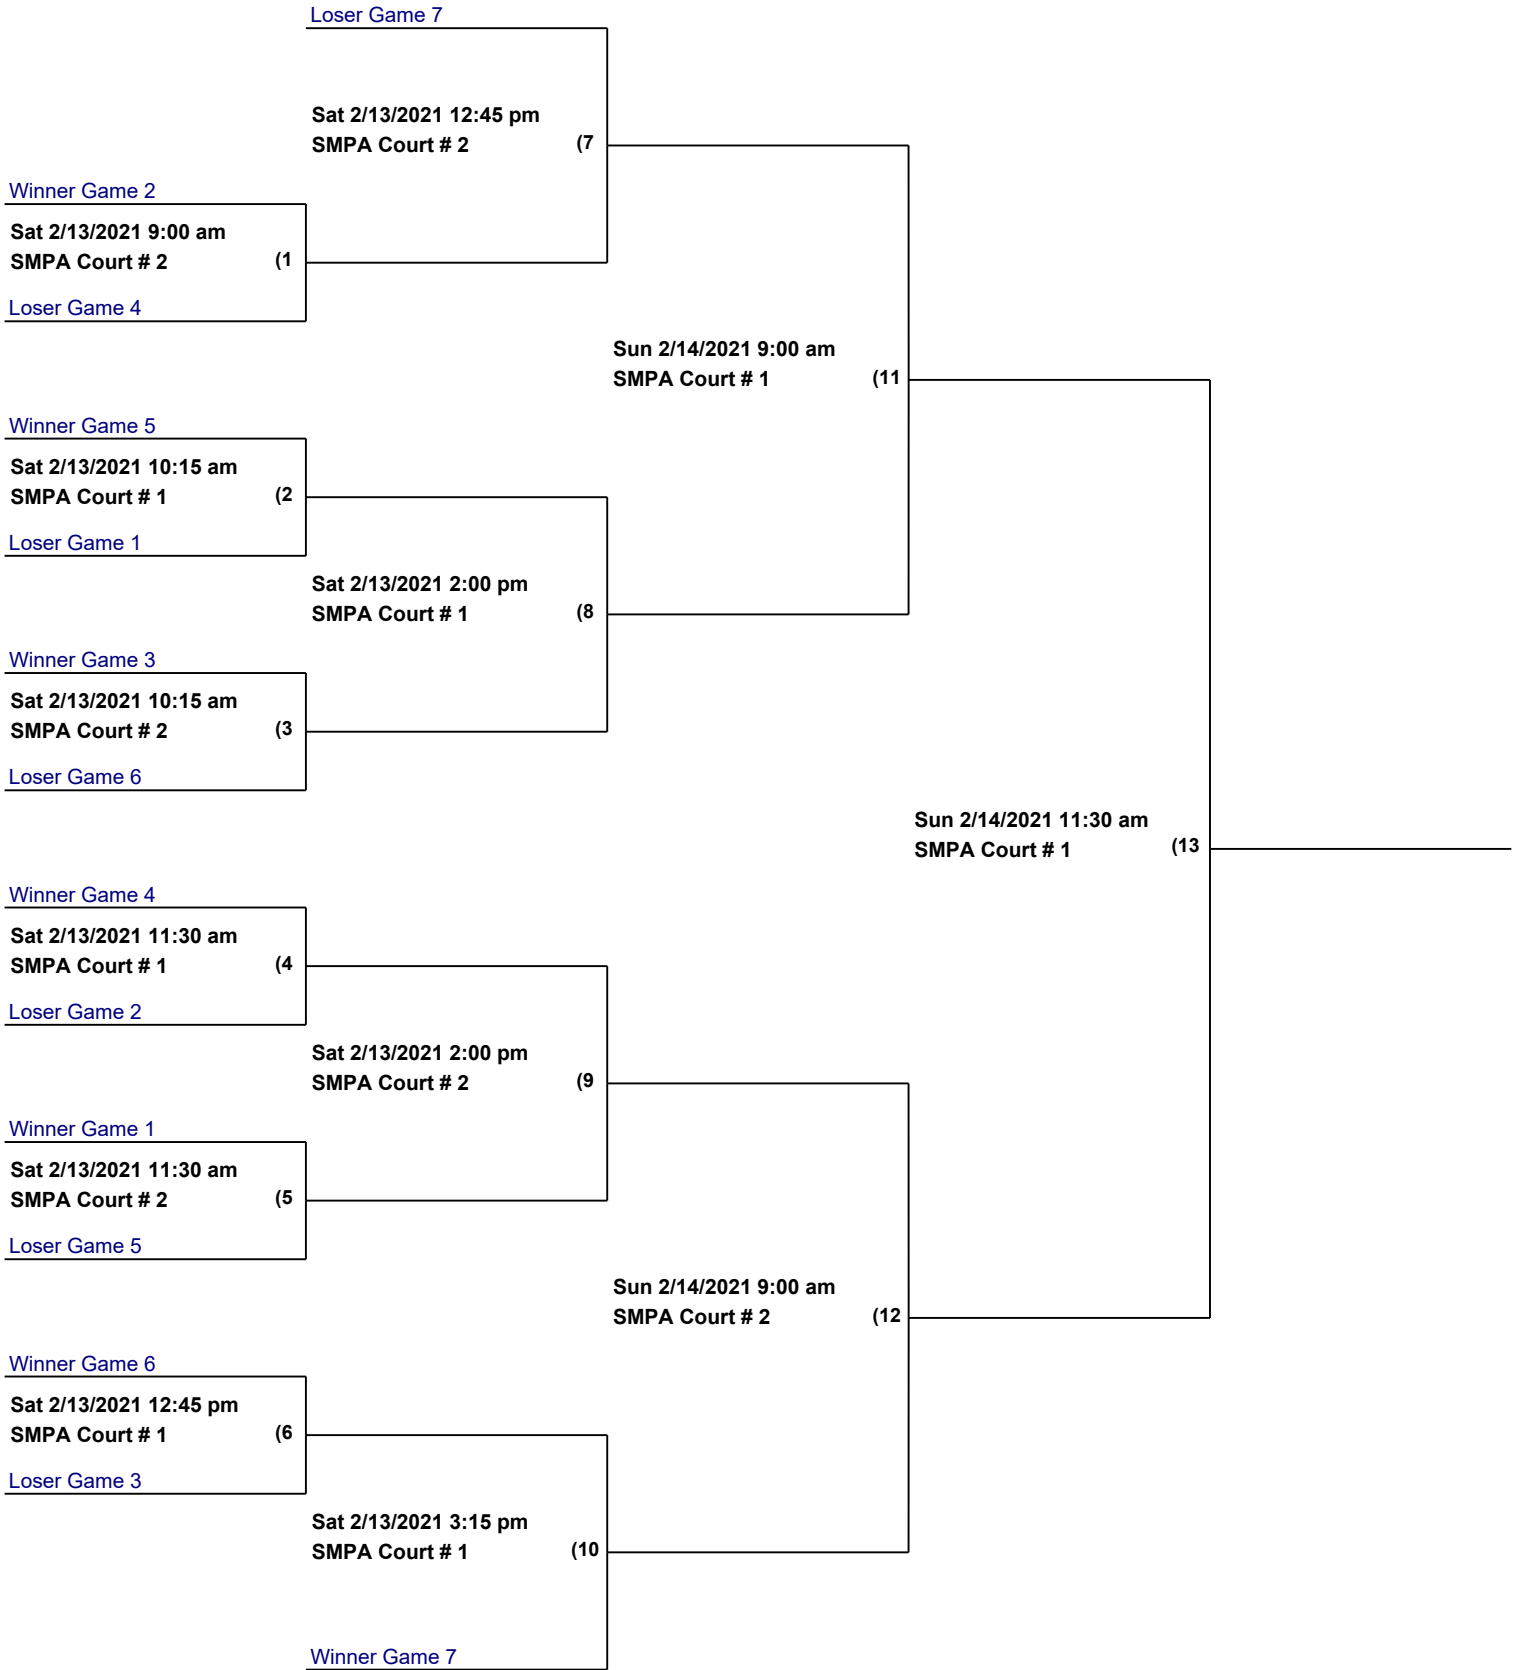 Loser Game 7
Sat 2/13/2021 12:45 pm
SMPA Court # 2 (7
Winner Game 2
Sat 2/13/2021 9:00 am
SMPA Court # 2 (1
Loser Game 4
Sun 2/14/2021 9:00 am
SMPA Court # 1 (11
Winner Game 5
Sat 2/13/2021 10:15 am
SMPA Court # 1 (2
Loser Game 1
Sat 2/13/2021 2:00 pm
SMPA Court # 1 (8
Winner Game 3
Sat 2/13/2021 10:15 am
SMPA Court # 2 (3
Loser Game 6
Sun 2/14/2021 11:30 am
SMPA Court # 1 (13
Winner Game 4
Sat 2/13/2021 11:30 am
SMPA Court # 1 (4
Loser Game 2
Sat 2/13/2021 2:00 pm
SMPA Court # 2 (9
Winner Game 1
Sat 2/13/2021 11:30 am
SMPA Court # 2 (5
Loser Game 5
Sun 2/14/2021 9:00 am
SMPA Court # 2 (12
Winner Game 6
Sat 2/13/2021 12:45 pm
SMPA Court # 1 (6
Loser Game 3
Sat 2/13/2021 3:15 pm
SMPA Court # 1 (10
Winner Game 7